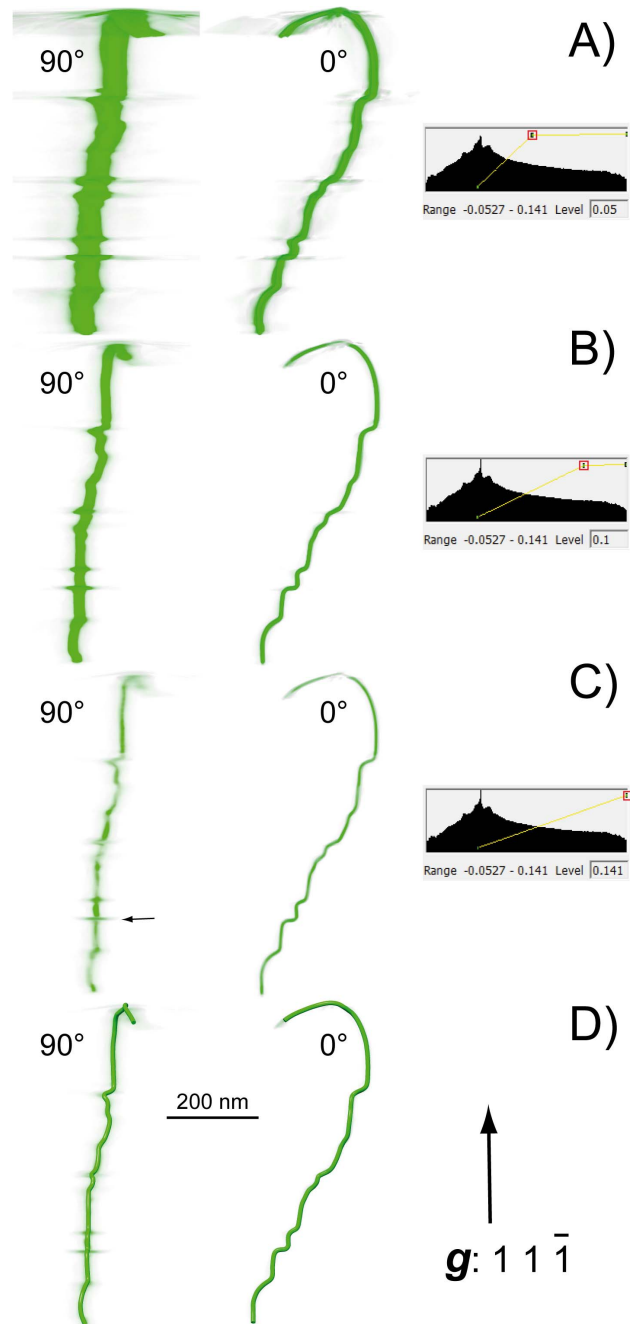 A)
90°
0°
Range -0.0527 - 0.141 Level 0.05
B)
90°
0°
Range -0.0527 - 0.141 Level 0.1
C)
90°
0°
Range -0.0527 - 0.141 Level 0.141
D)
90°
0°
200 nm
g: 1 1 1̄